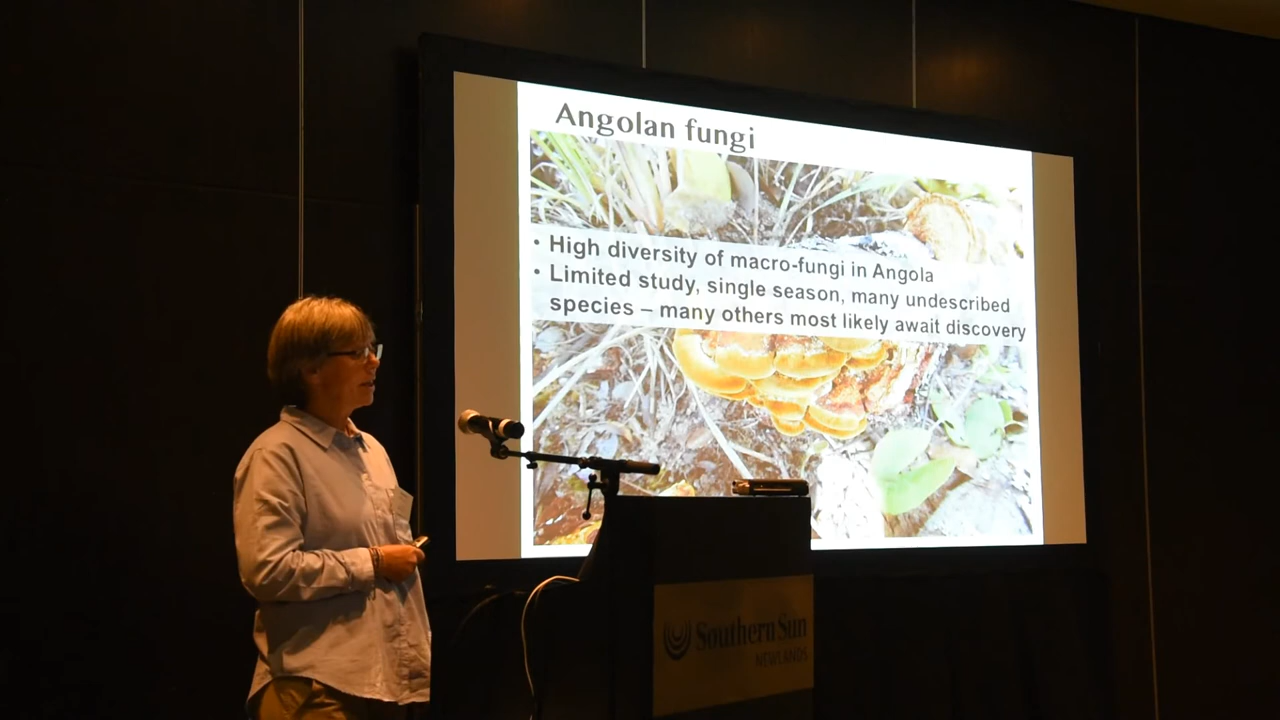 Angolan fungi
• High diversity of macro-fungi in Angola
• Limited study, single season, many undescribed
species – many others most likely await discovery
Southern Sun
NEWLANDS